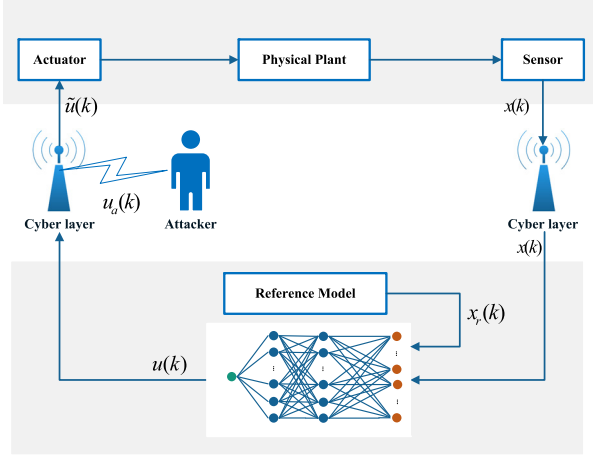 Actuator
Physical Plant
Sensor
ũ(k)
x(k)
u_a(k)
Cyber layer
Attacker
Cyber layer
x(k)
Reference Model
x_r(k)
u(k)